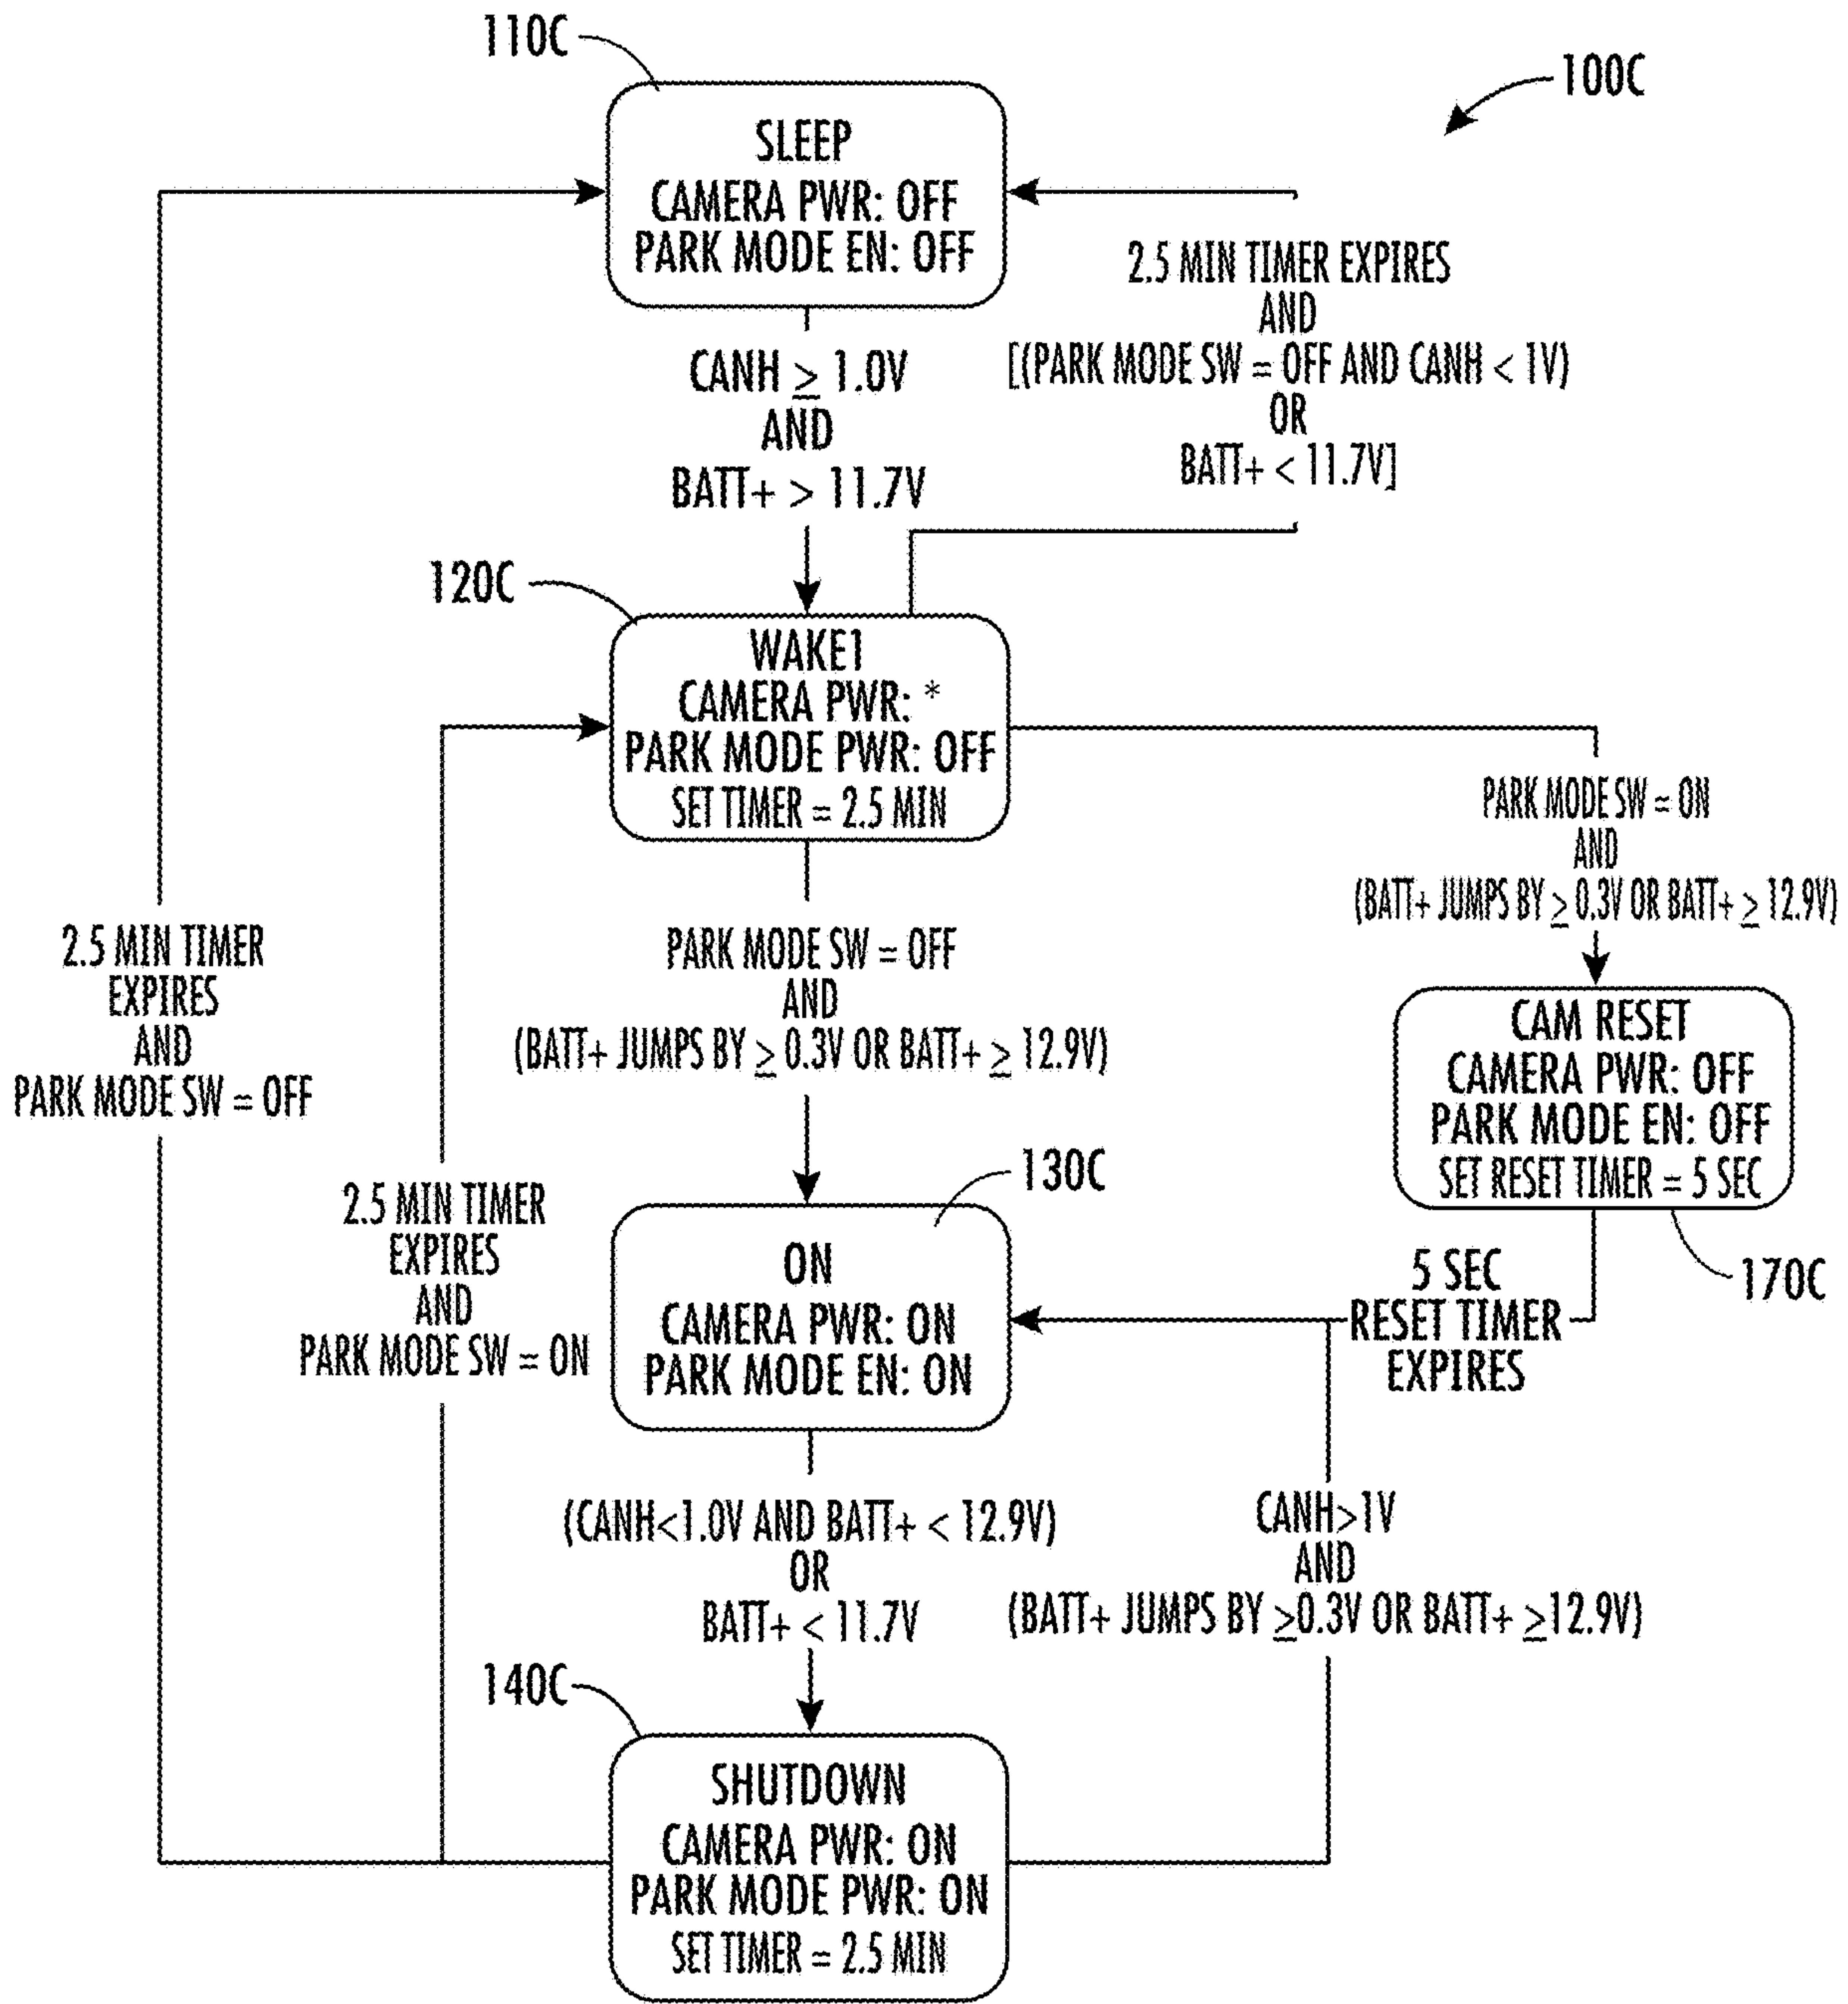 110C
100C
SLEEP
CAMERA PWR: OFF
PARK MODE EN: OFF
2.5 MIN TIMER EXPIRES
AND
[(PARK MODE SW = OFF AND CANH < 1V)
OR
BATT+ < 11.7V]
CANH ≥ 1.0V
AND
BATT+ > 11.7V
120C
WAKE1
CAMERA PWR: *
PARK MODE PWR: OFF
SET TIMER = 2.5 MIN
PARK MODE SW = ON
AND
(BATT+ JUMPS BY ≥ 0.3V OR BATT+ ≥ 12.9V)
2.5 MIN TIMER
EXPIRES
AND
PARK MODE SW = OFF
PARK MODE SW = OFF
AND
(BATT+ JUMPS BY ≥ 0.3V OR BATT+ ≥ 12.9V)
CAM RESET
CAMERA PWR: OFF
PARK MODE EN: OFF
SET RESET TIMER = 5 SEC
170C
2.5 MIN TIMER
EXPIRES
AND
PARK MODE SW = ON
130C
ON
CAMERA PWR: ON
PARK MODE EN: ON
5 SEC
RESET TIMER
EXPIRES
(CANH<1.0V AND BATT+ < 12.9V)
OR
BATT+ < 11.7V
CANH>1V
AND
(BATT+ JUMPS BY ≥0.3V OR BATT+ ≥12.9V)
140C
SHUTDOWN
CAMERA PWR: ON
PARK MODE PWR: ON
SET TIMER = 2.5 MIN